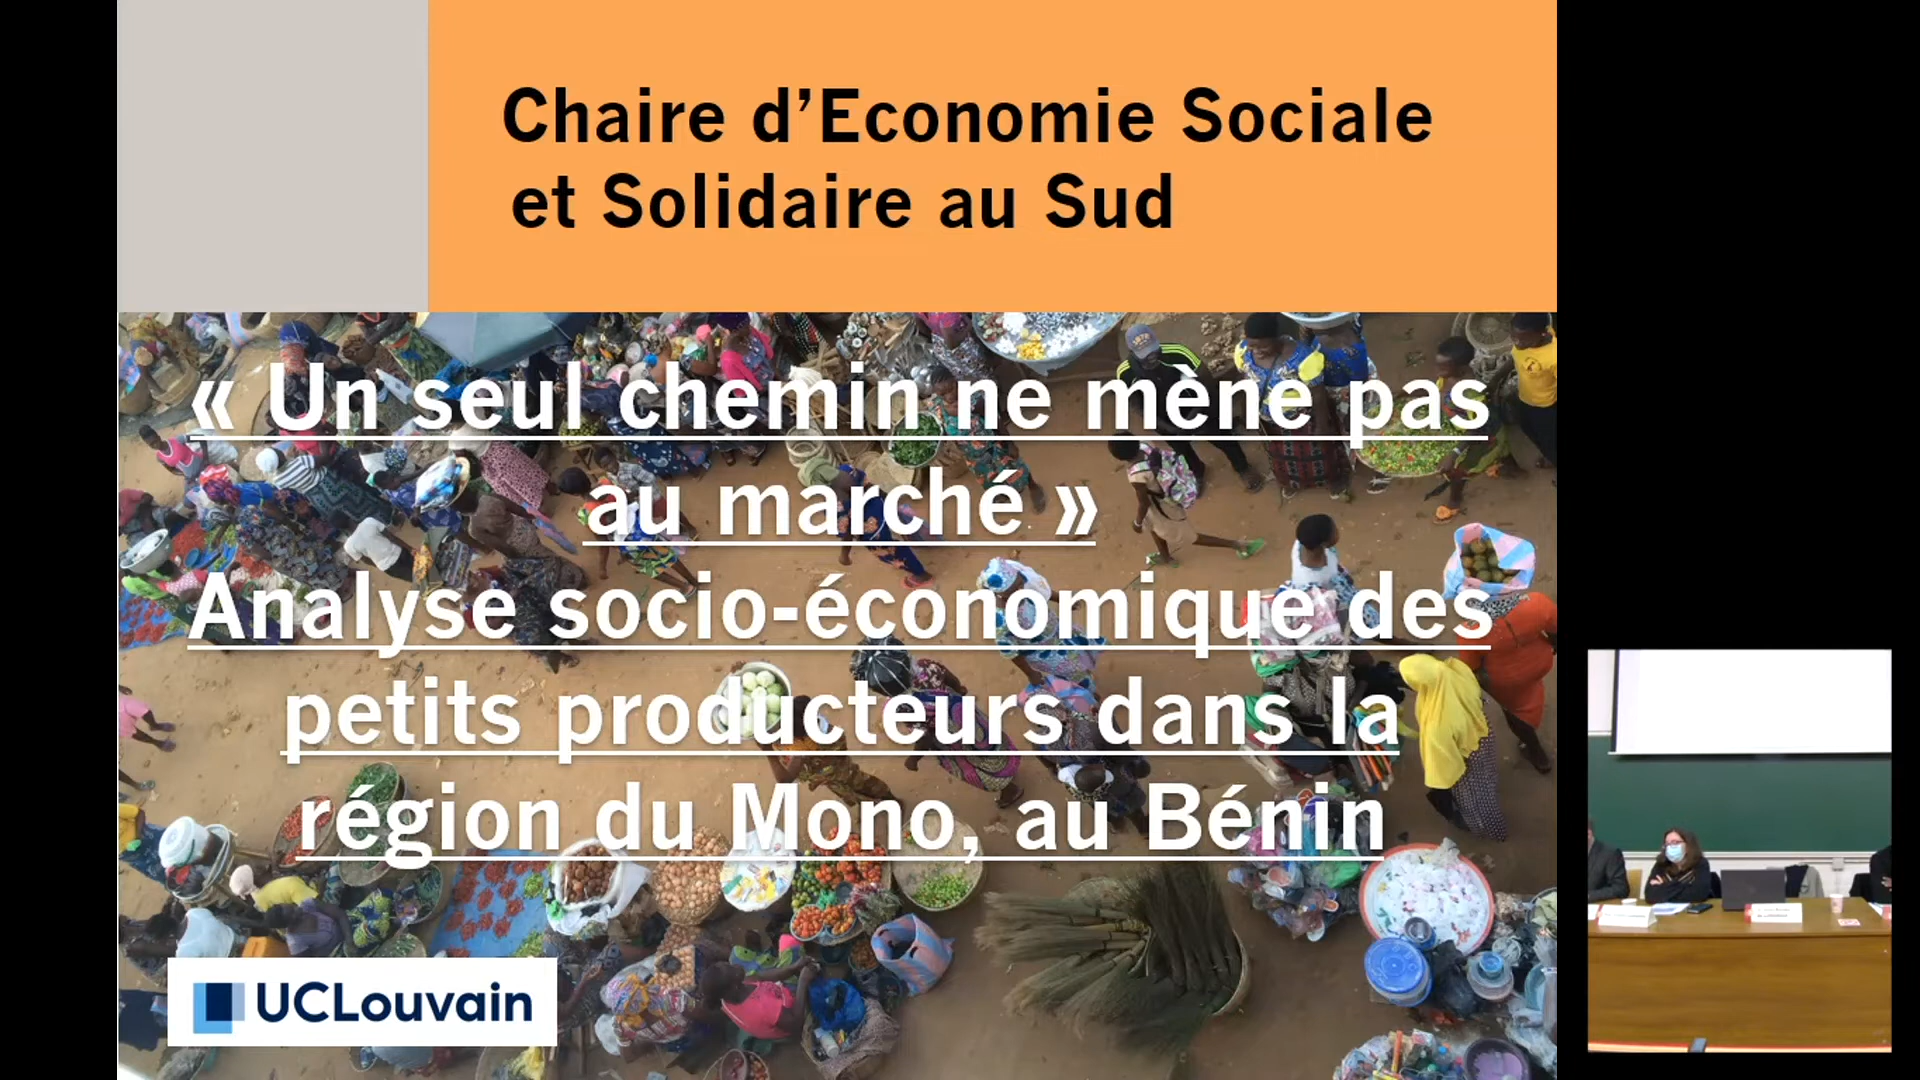 Chaire d’Economie Sociale
et Solidaire au Sud
« Un seul chemin ne mène pas
au marché »
Analyse socio-économique des
petits producteurs dans la
région du Mono, au Bénin
UCLouvain